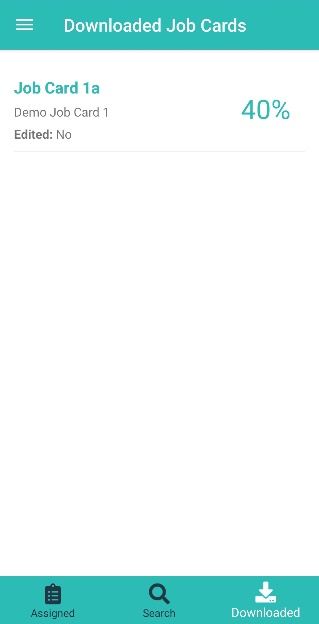 Downloaded Job Cards
Job Card 1a
Demo Job Card 1
40%
Edited: No
Assigned
Search
Downloaded